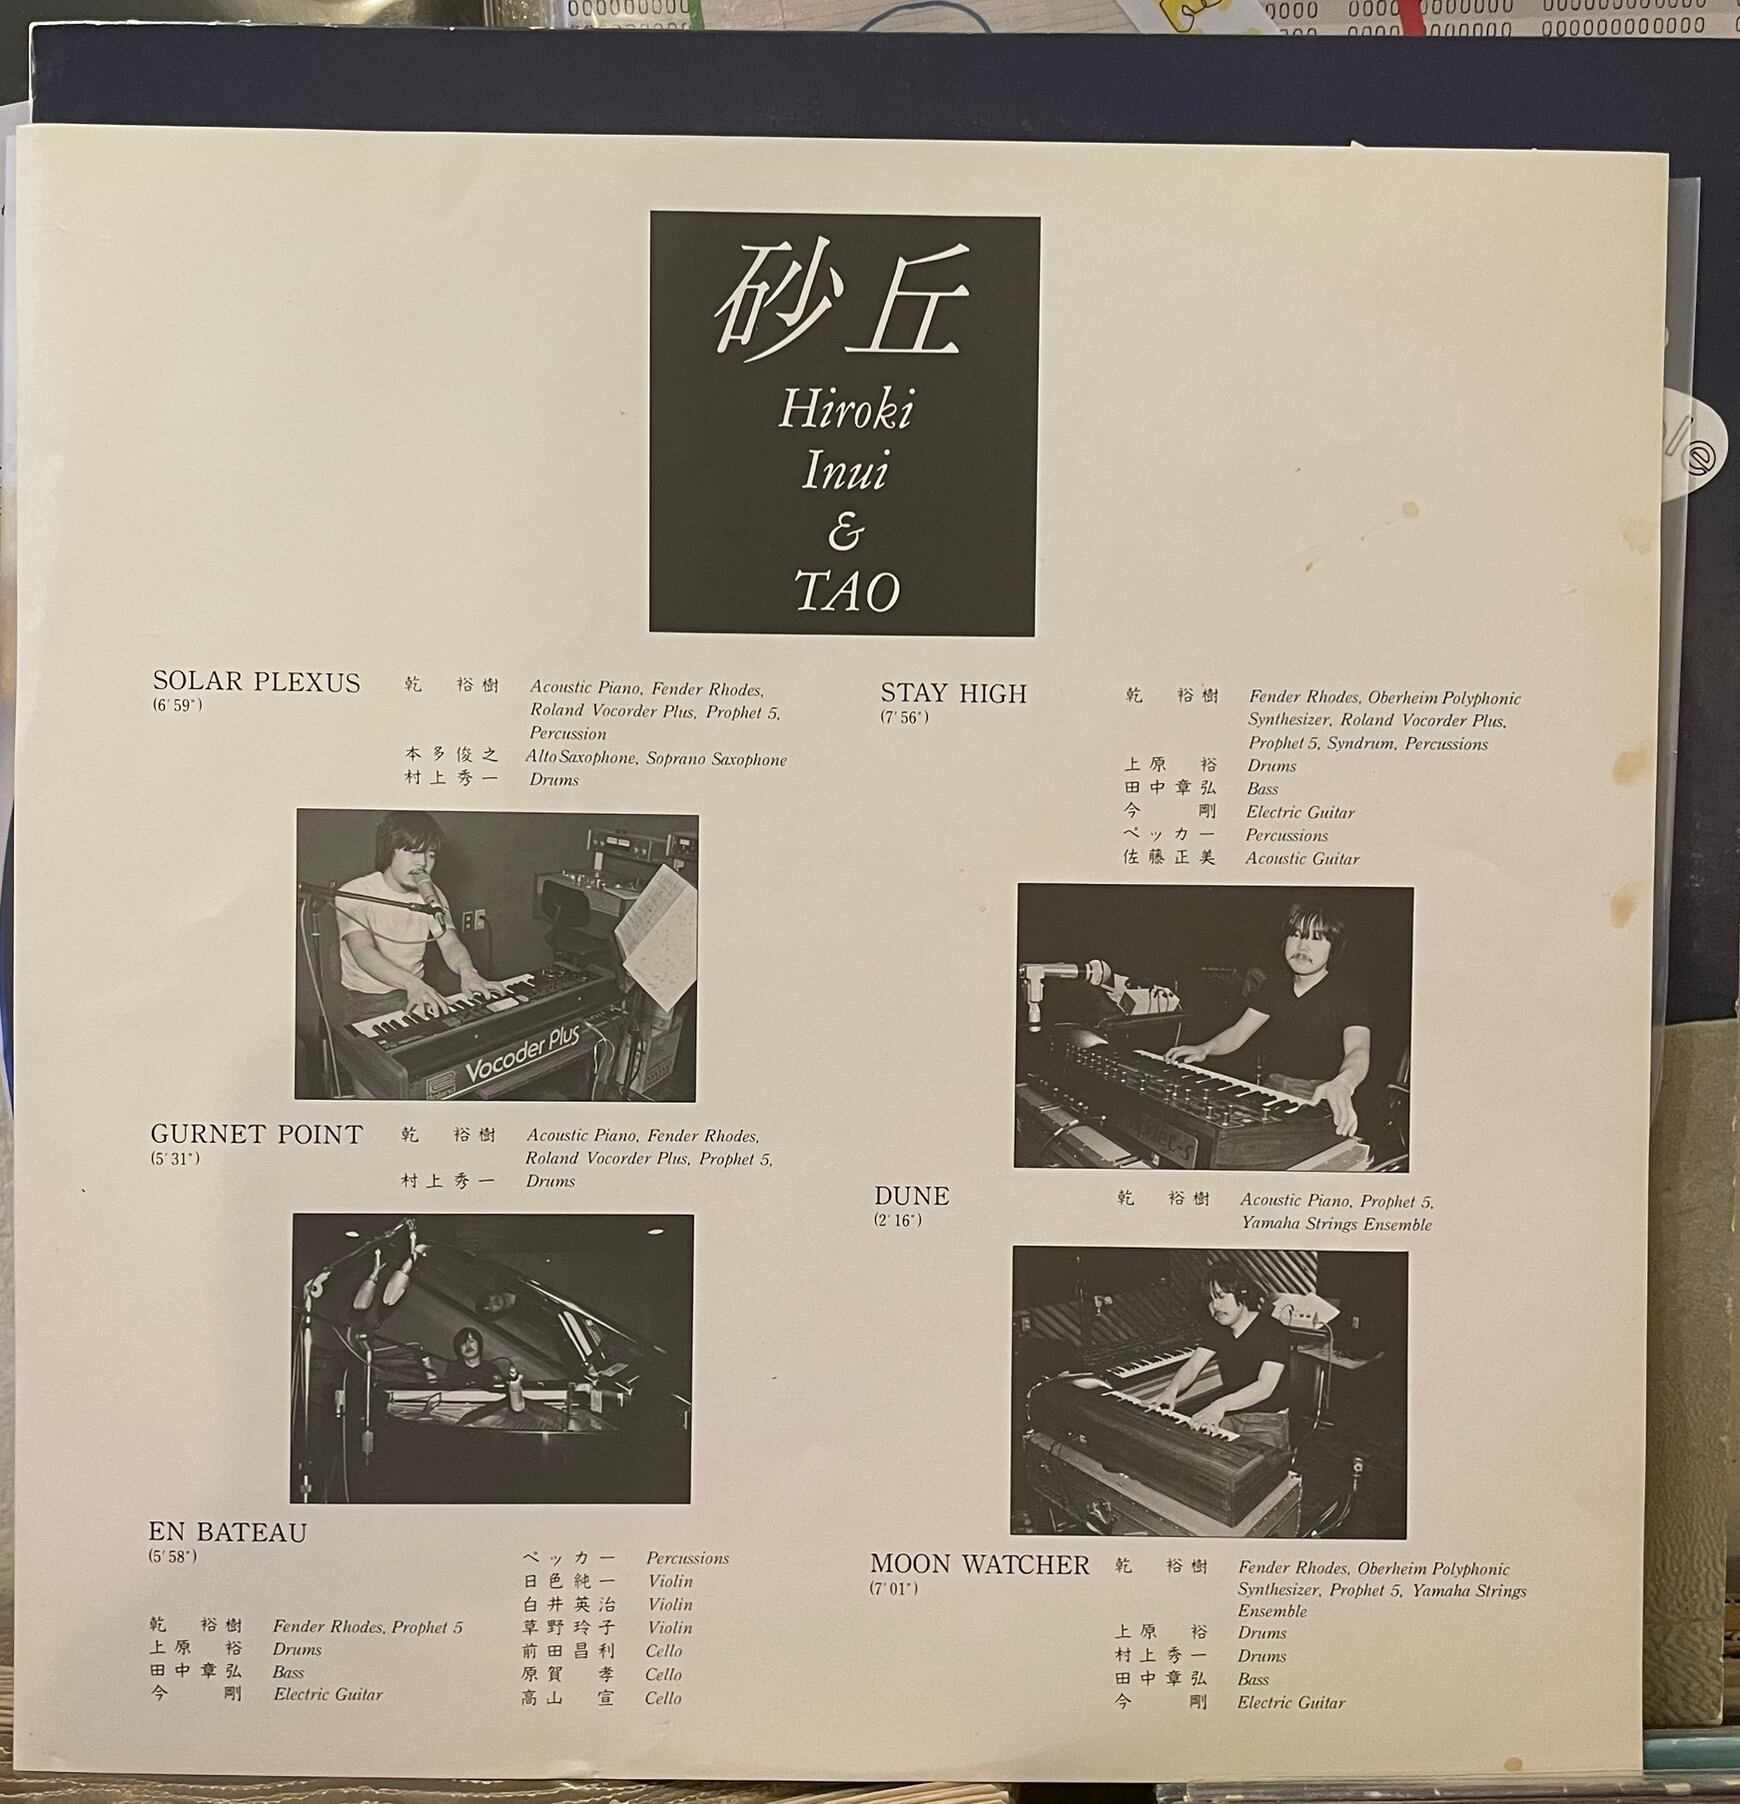 砂丘
Hiroki
Inui
&
TAO
SOLAR PLEXUS
(6'59")
乾 裕樹 Acoustic Piano, Fender Rhodes,
Roland Vocorder Plus, Prophet 5,
Percussion
本多俊之 Alto Saxophone, Soprano Saxophone
村上秀一 Drums
Vocoder Plus
GURNET POINT
(5'31")
乾 裕樹 Acoustic Piano, Fender Rhodes,
Roland Vocorder Plus, Prophet 5,
村上秀一 Drums
EN BATEAU
(5'58")
乾 裕樹 Fender Rhodes, Prophet 5
上原 裕 Drums
田中章弘 Bass
今 剛 Electric Guitar
ペッカー Percussions
日色純一 Violin
白井英治 Violin
草野玲子 Violin
前田昌利 Cello
原賀 孝 Cello
高山 宣 Cello
STAY HIGH
(7'56")
乾 裕樹 Fender Rhodes, Oberheim Polyphonic
Synthesizer, Roland Vocorder Plus,
Prophet 5, Syndrum, Percussions
上原 裕 Drums
田中章弘 Bass
今 剛 Electric Guitar
ペッカー Percussions
佐藤正美 Acoustic Guitar
DUNE
(2'16")
乾 裕樹 Acoustic Piano, Prophet 5,
Yamaha Strings Ensemble
MOON WATCHER
(7'01")
乾 裕樹 Fender Rhodes, Oberheim Polyphonic
Synthesizer, Prophet 5, Yamaha Strings
Ensemble
上原 裕 Drums
村上秀一 Drums
田中章弘 Bass
今 剛 Electric Guitar